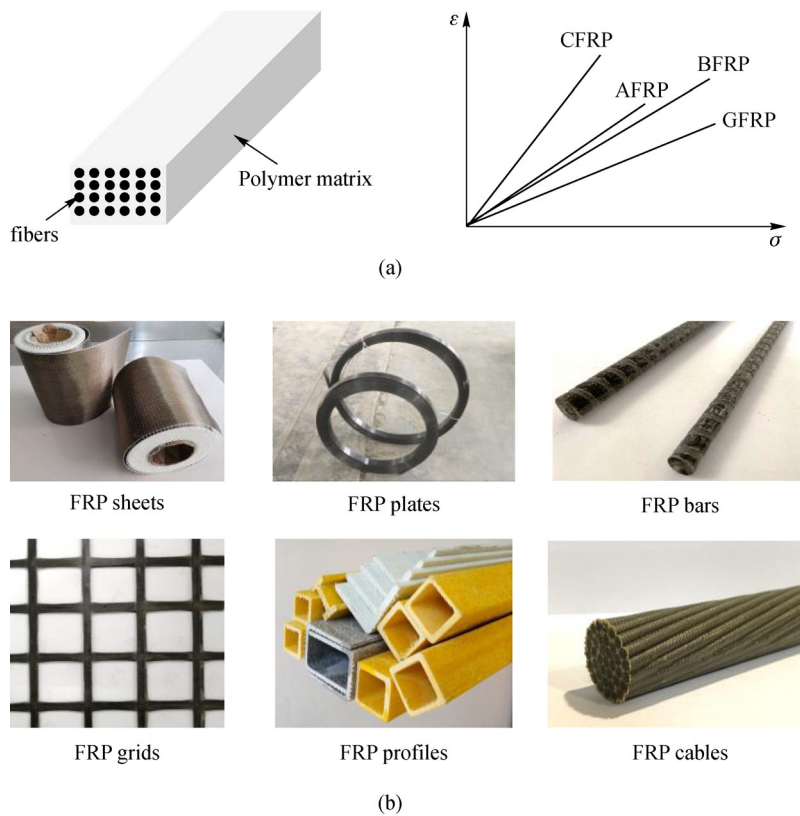 ε
CFRP
BFRP
AFRP
GFRP
Polymer matrix
fibers
σ
(a)
FRP sheets
FRP plates
FRP bars
FRP grids
FRP profiles
FRP cables
(b)